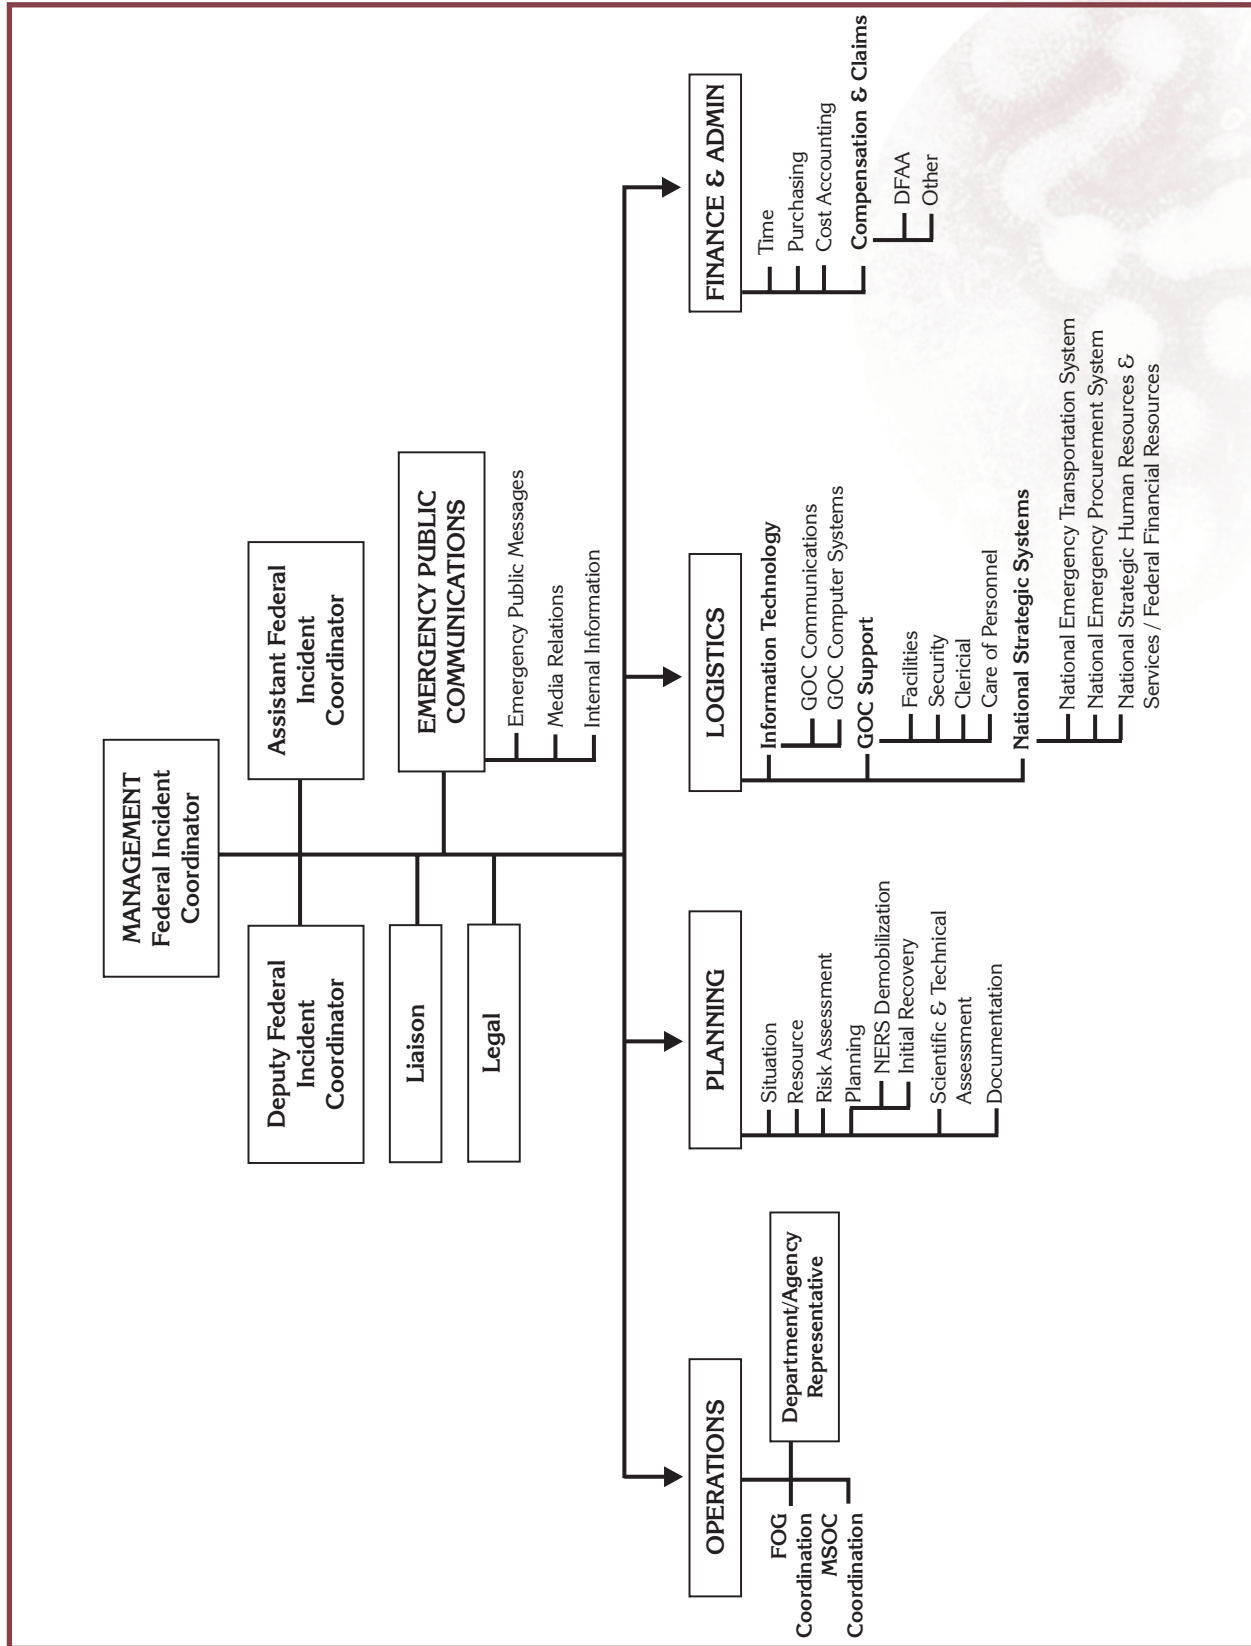 MANAGEMENT
Federal Incident
Coordinator
Deputy Federal
Incident
Coordinator
Assistant Federal
Incident
Coordinator
Liaison
Legal
EMERGENCY PUBLIC
COMMUNICATIONS
Emergency Public Messages
Media Relations
Internal Information
OPERATIONS
FOG
Coordination
MSOC
Coordination
Department/Agency
Representative
PLANNING
Situation
Resource
Risk Assessment
Planning
NERS Demobilization
Initial Recovery
Scientific & Technical
Assessment
Documentation
LOGISTICS
Information Technology
GOC Communications
GOC Computer Systems
GOC Support
Facilities
Security
Clericial
Care of Personnel
National Strategic Systems
National Emergency Transportation System
National Emergency Procurement System
National Strategic Human Resources &
Services / Federal Financial Resources
FINANCE & ADMIN
Time
Purchasing
Cost Accounting
Compensation & Claims
DFAA
Other